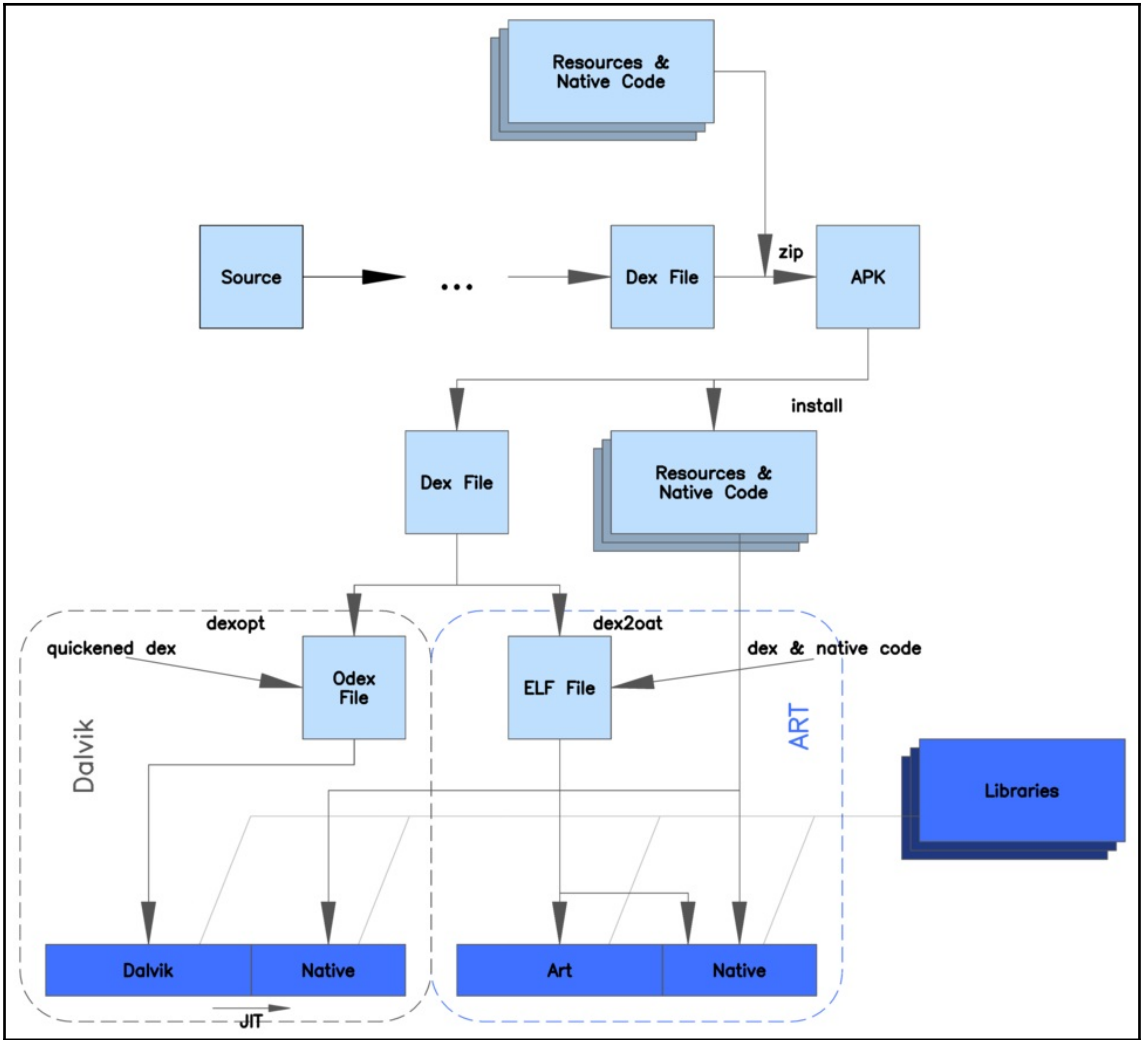 Resources &
Native Code
Source
...
Dex File
zip
APK
install
Dex File
Resources &
Native Code
dexopt
dex2oat
quickened dex
dex & native code
Odex
File
ELF File
Dalvik
ART
Libraries
Dalvik
Native
Art
Native
JIT